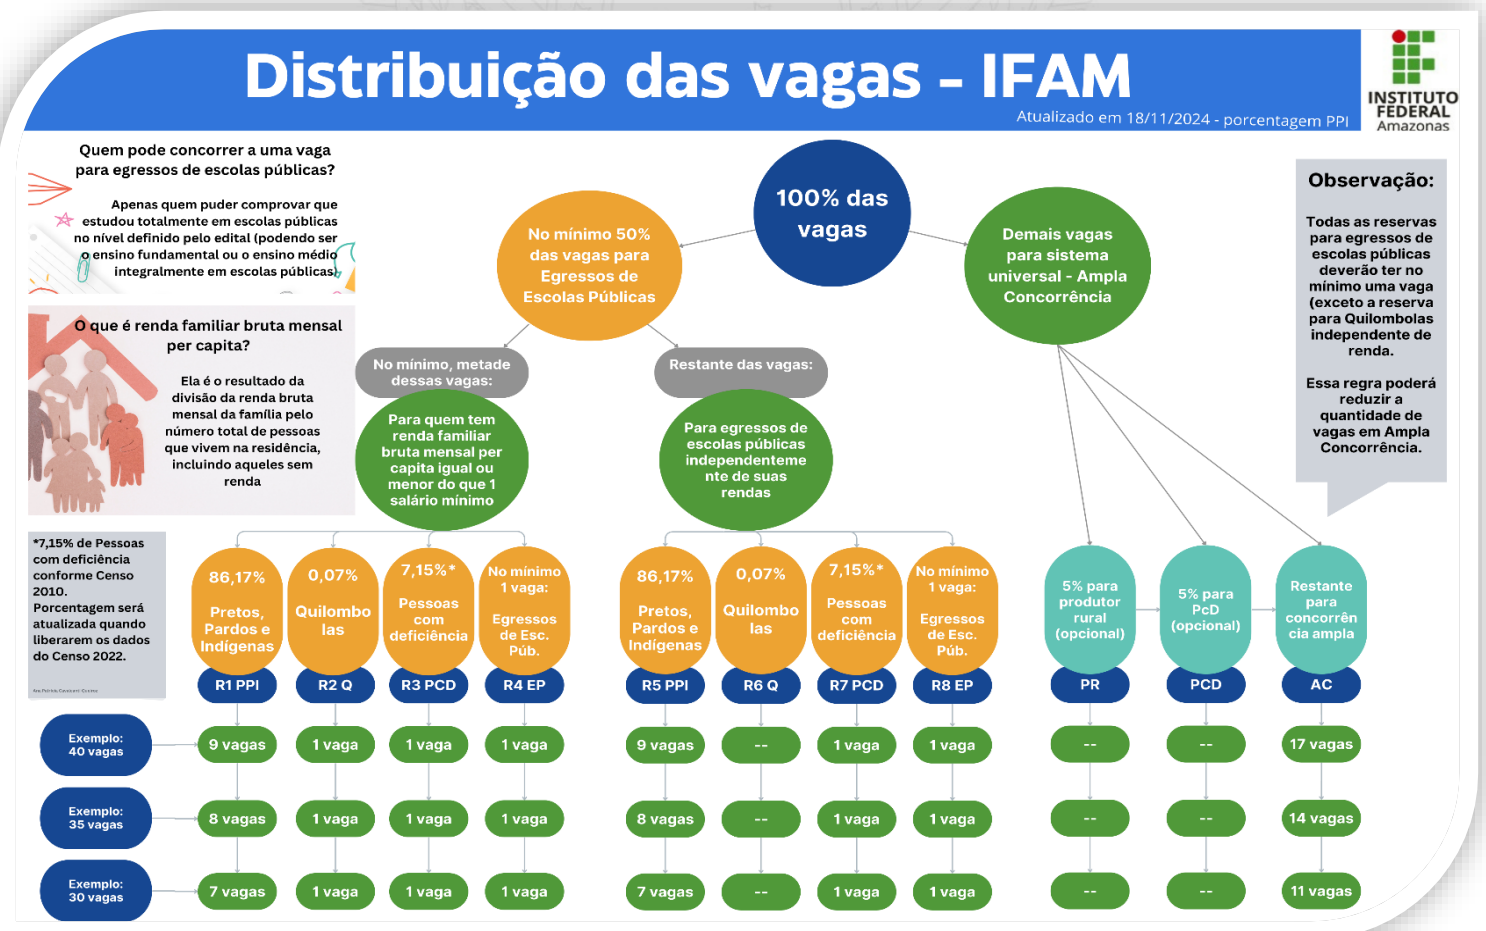 Distribuição das vagas - IFAM
Atualizado em 18/11/2024 - porcentagem PPI
INSTITUTO
FEDERAL
Amazonas
Quem pode concorrer a uma vaga
para egressos de escolas públicas?
Apenas quem puder comprovar que
estudou totalmente em escolas públicas
no nível definido pelo edital (podendo ser
o ensino fundamental ou o ensino médio
integralmente em escolas públicas)
O que é renda familiar bruta mensal
per capita?
Ela é o resultado da
divisão da renda bruta
mensal da família pelo
número total de pessoas
que vivem na residência,
incluindo aqueles sem
renda
*7,15% de Pessoas
com deficiência
conforme Censo
2010.
Porcentagem será
atualizada quando
liberarem os dados
do Censo 2022.
100% das
vagas
No mínimo 50%
das vagas para
Egressos de
Escolas Públicas
Demais vagas
para sistema
universal - Ampla
Concorrência
Observação:
Todas as reservas
para egressos de
escolas públicas
deverão ter no
mínimo uma vaga
(exceto a reserva
para Quilombolas
independente de
renda.
Essa regra poderá
reduzir a
quantidade de
vagas em Ampla
Concorrência.
No mínimo, metade
dessas vagas:
Para quem tem
renda familiar
bruta mensal per
capita igual ou
menor do que 1
salário mínimo
Restante das vagas:
Para egressos de
escolas públicas
independenteme
nte de suas
rendas
86,17%
Pretos,
Pardos e
Indígenas
R1 PPI
0,07%
Quilombo
las
R2 Q
7,15%*
Pessoas
com
deficiência
R3 PCD
No mínimo
1 vaga:
Egressos
de Esc.
Púb.
R4 EP
86,17%
Pretos,
Pardos e
Indígenas
R5 PPI
0,07%
Quilombo
las
R6 Q
7,15%*
Pessoas
com
deficiência
R7 PCD
No mínimo
1 vaga:
Egressos
de Esc.
Púb.
R8 EP
5% para
produtor
rural
(opcional)
PR
5% para
PcD
(opcional)
PCD
Restante
para
concorrên
cia ampla
AC
Exemplo:
40 vagas
9 vagas
1 vaga
1 vaga
1 vaga
9 vagas
--
1 vaga
1 vaga
--
--
17 vagas
Exemplo:
35 vagas
8 vagas
1 vaga
1 vaga
1 vaga
8 vagas
--
1 vaga
1 vaga
--
--
14 vagas
Exemplo:
30 vagas
7 vagas
1 vaga
1 vaga
1 vaga
7 vagas
--
1 vaga
1 vaga
--
--
11 vagas